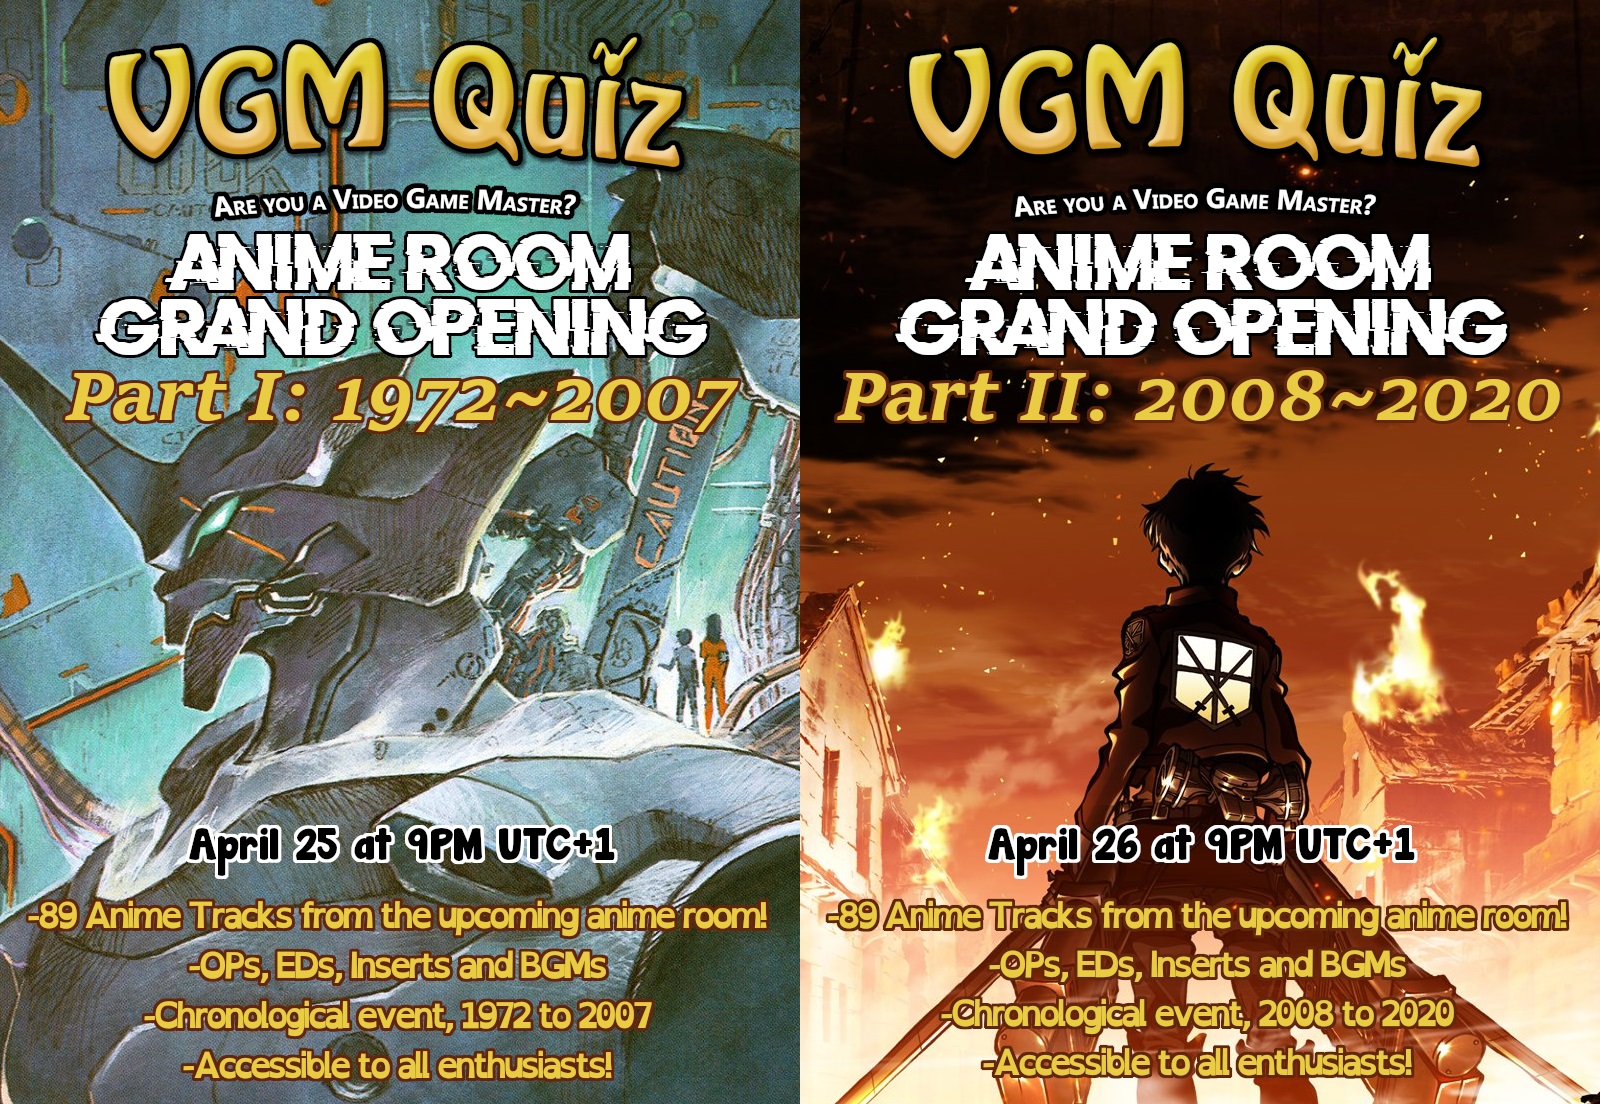 VGM Quiz
Are you a Video Game Master?
ANIME ROOM
GRAND OPENING
Part I: 1972~2007
CAUTION
April 25 at 9PM UTC+1
-89 Anime Tracks from the upcoming anime room!
-OPs, EDs, Inserts and BGMs
-Chronological event, 1972 to 2007
-Accessible to all enthusiasts!
VGM Quiz
Are you a Video Game Master?
ANIME ROOM
GRAND OPENING
Part II: 2008~2020
April 26 at 9PM UTC+1
-89 Anime Tracks from the upcoming anime room!
-OPs, EDs, Inserts and BGMs
-Chronological event, 2008 to 2020
-Accessible to all enthusiasts!